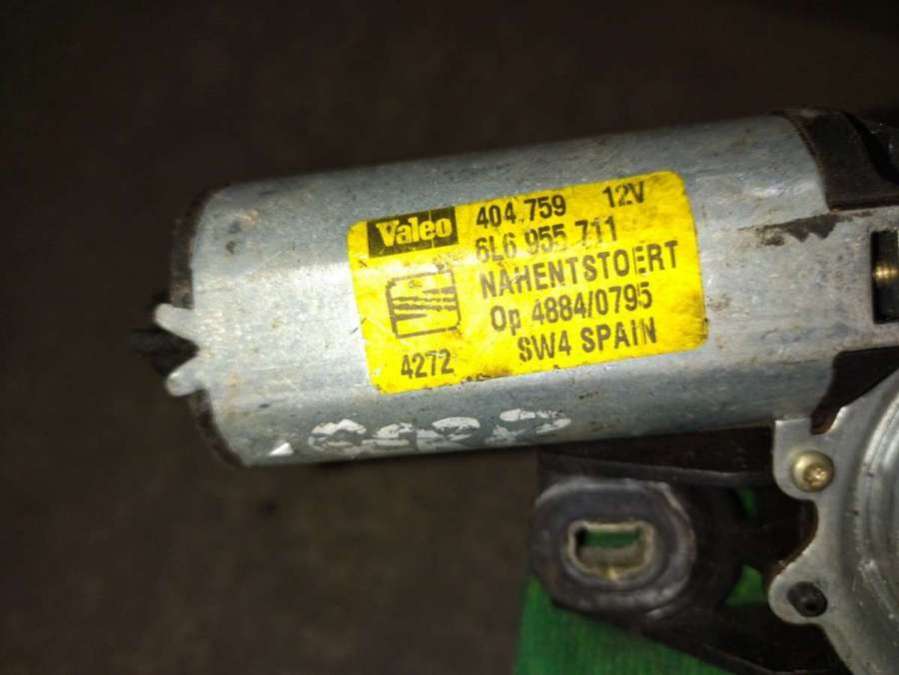 Valeo 404.759 12V
6L6 955 711
NAHENTSTOERT
Op 4884/0795
4272 SW4 SPAIN